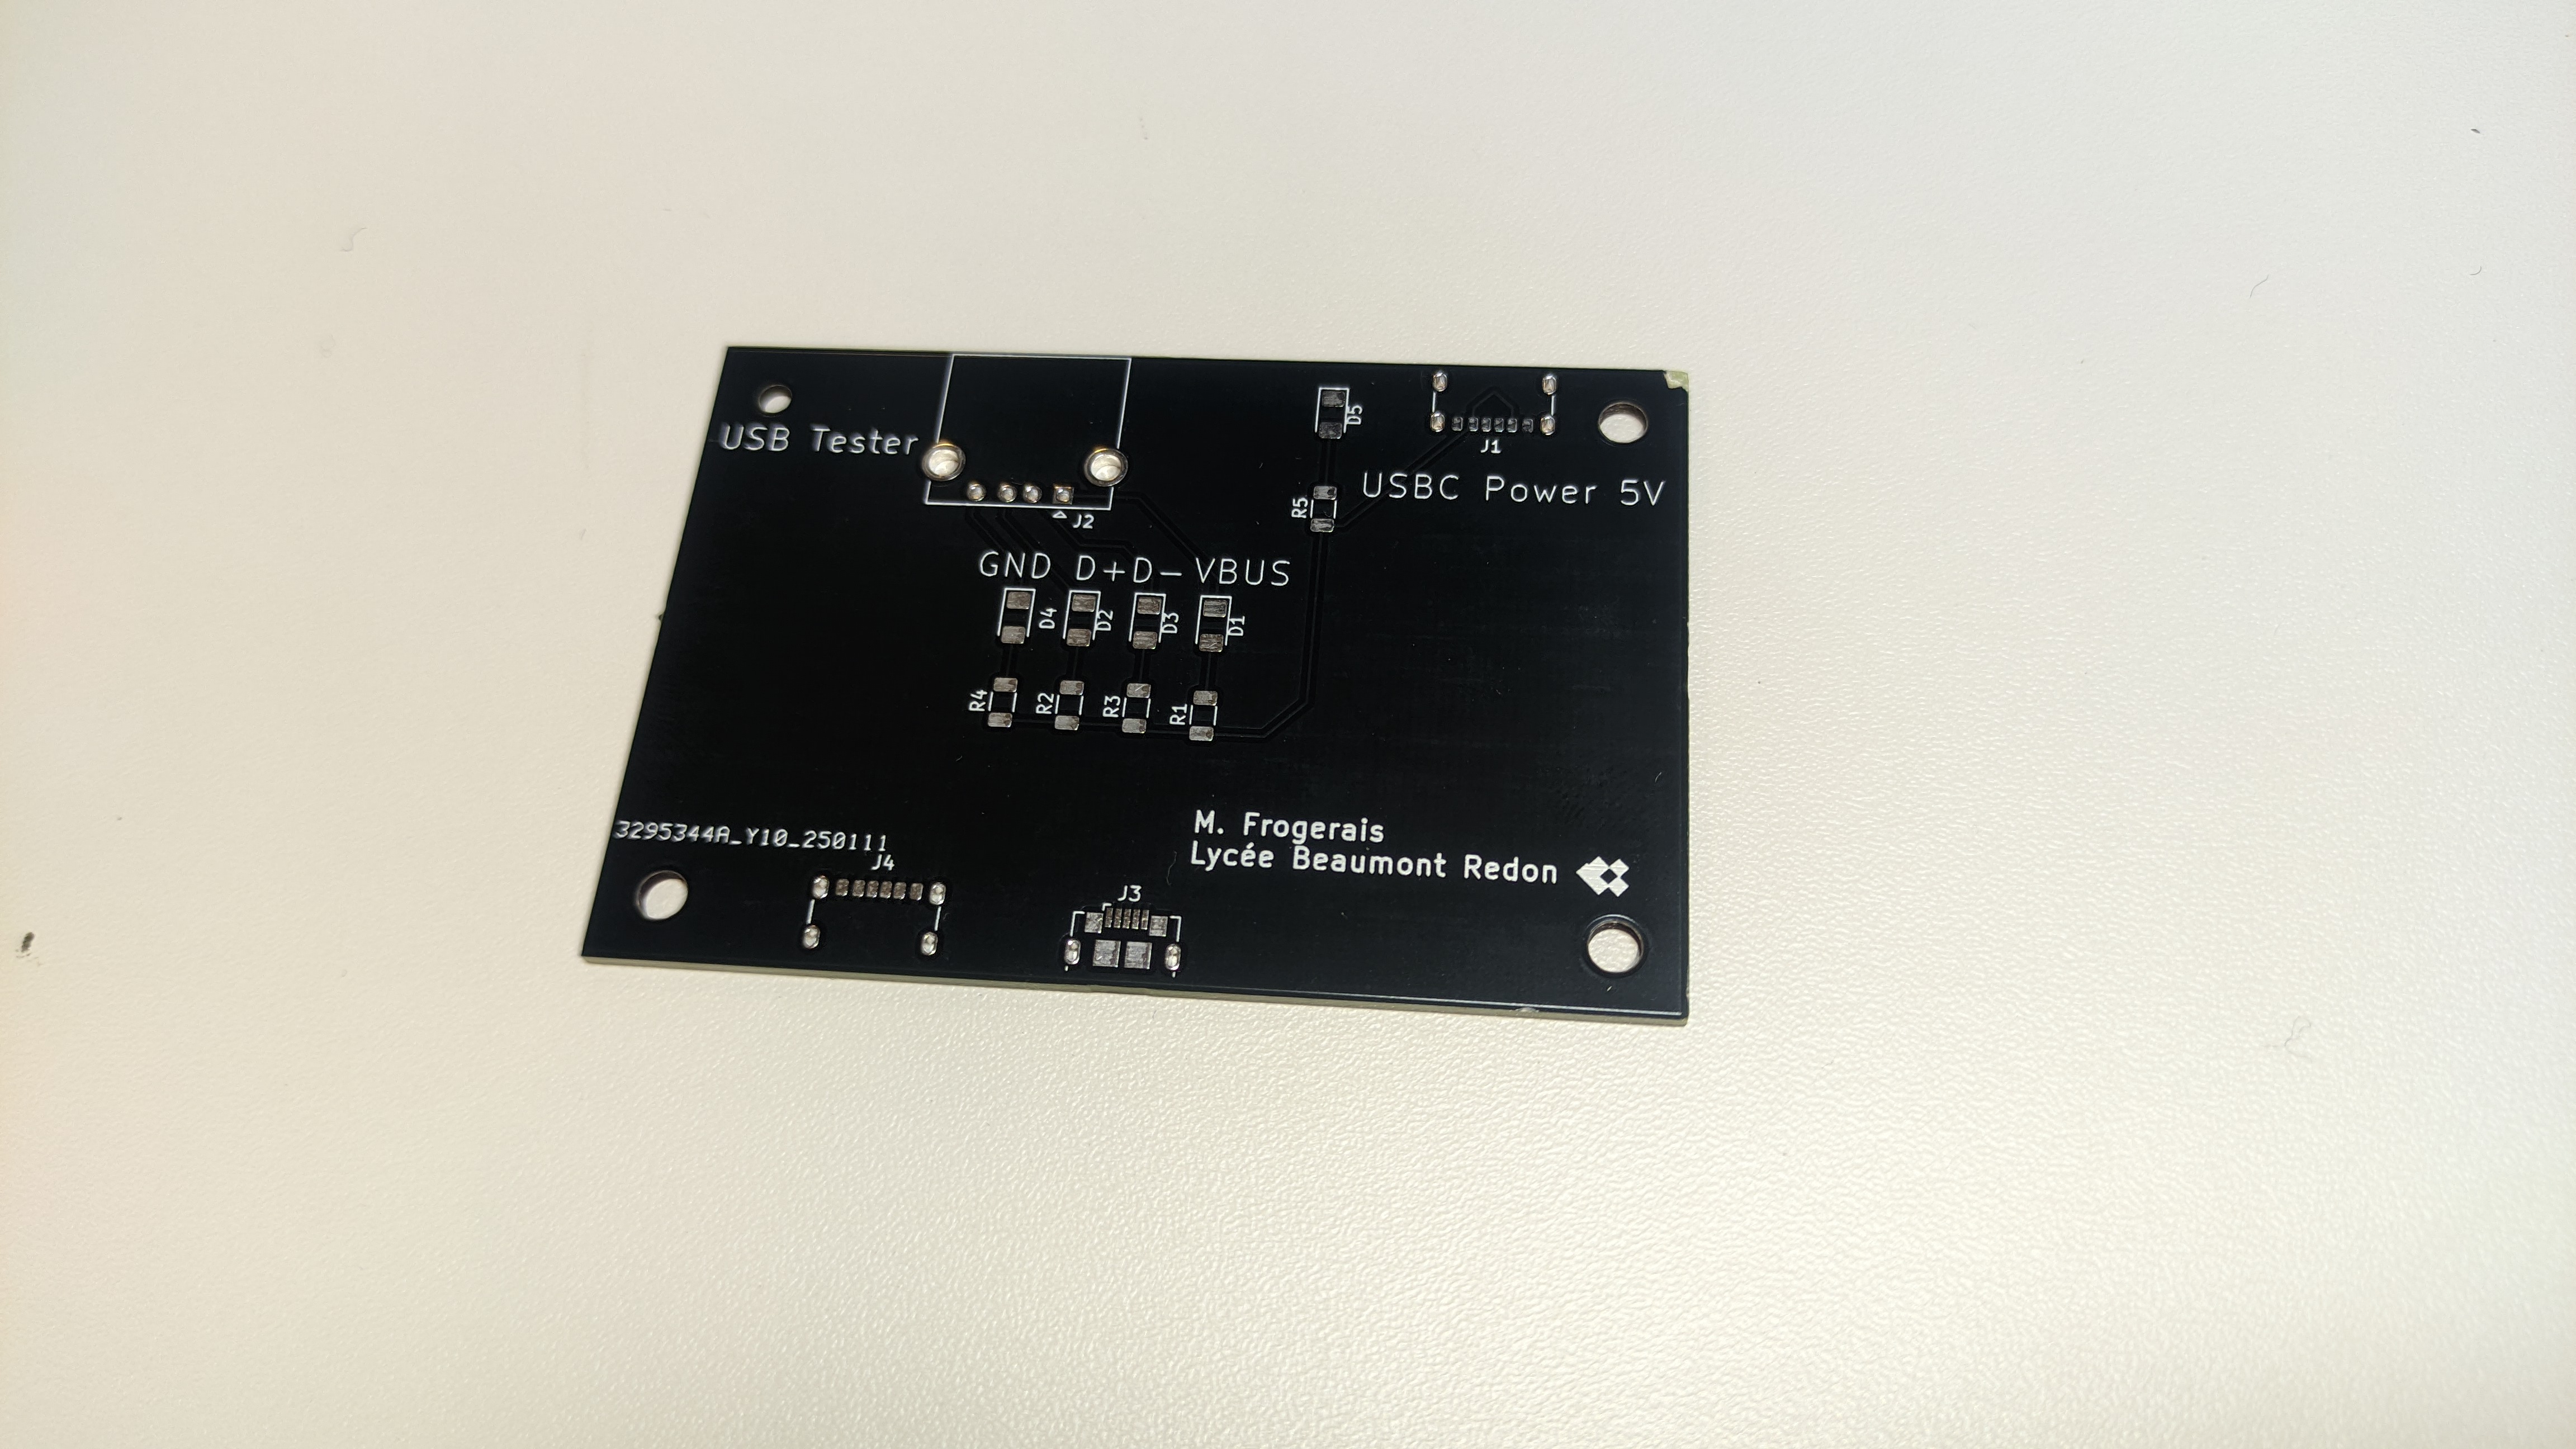 USB Tester
D5
J1
USBC Power 5V
R5
J2
GND D+D-VBUS
D4 D2 D3 D1
R4 R2 R3 R1
3295344A_Y10_250111
J4
M. Frogerais
Lycée Beaumont Redon
J3